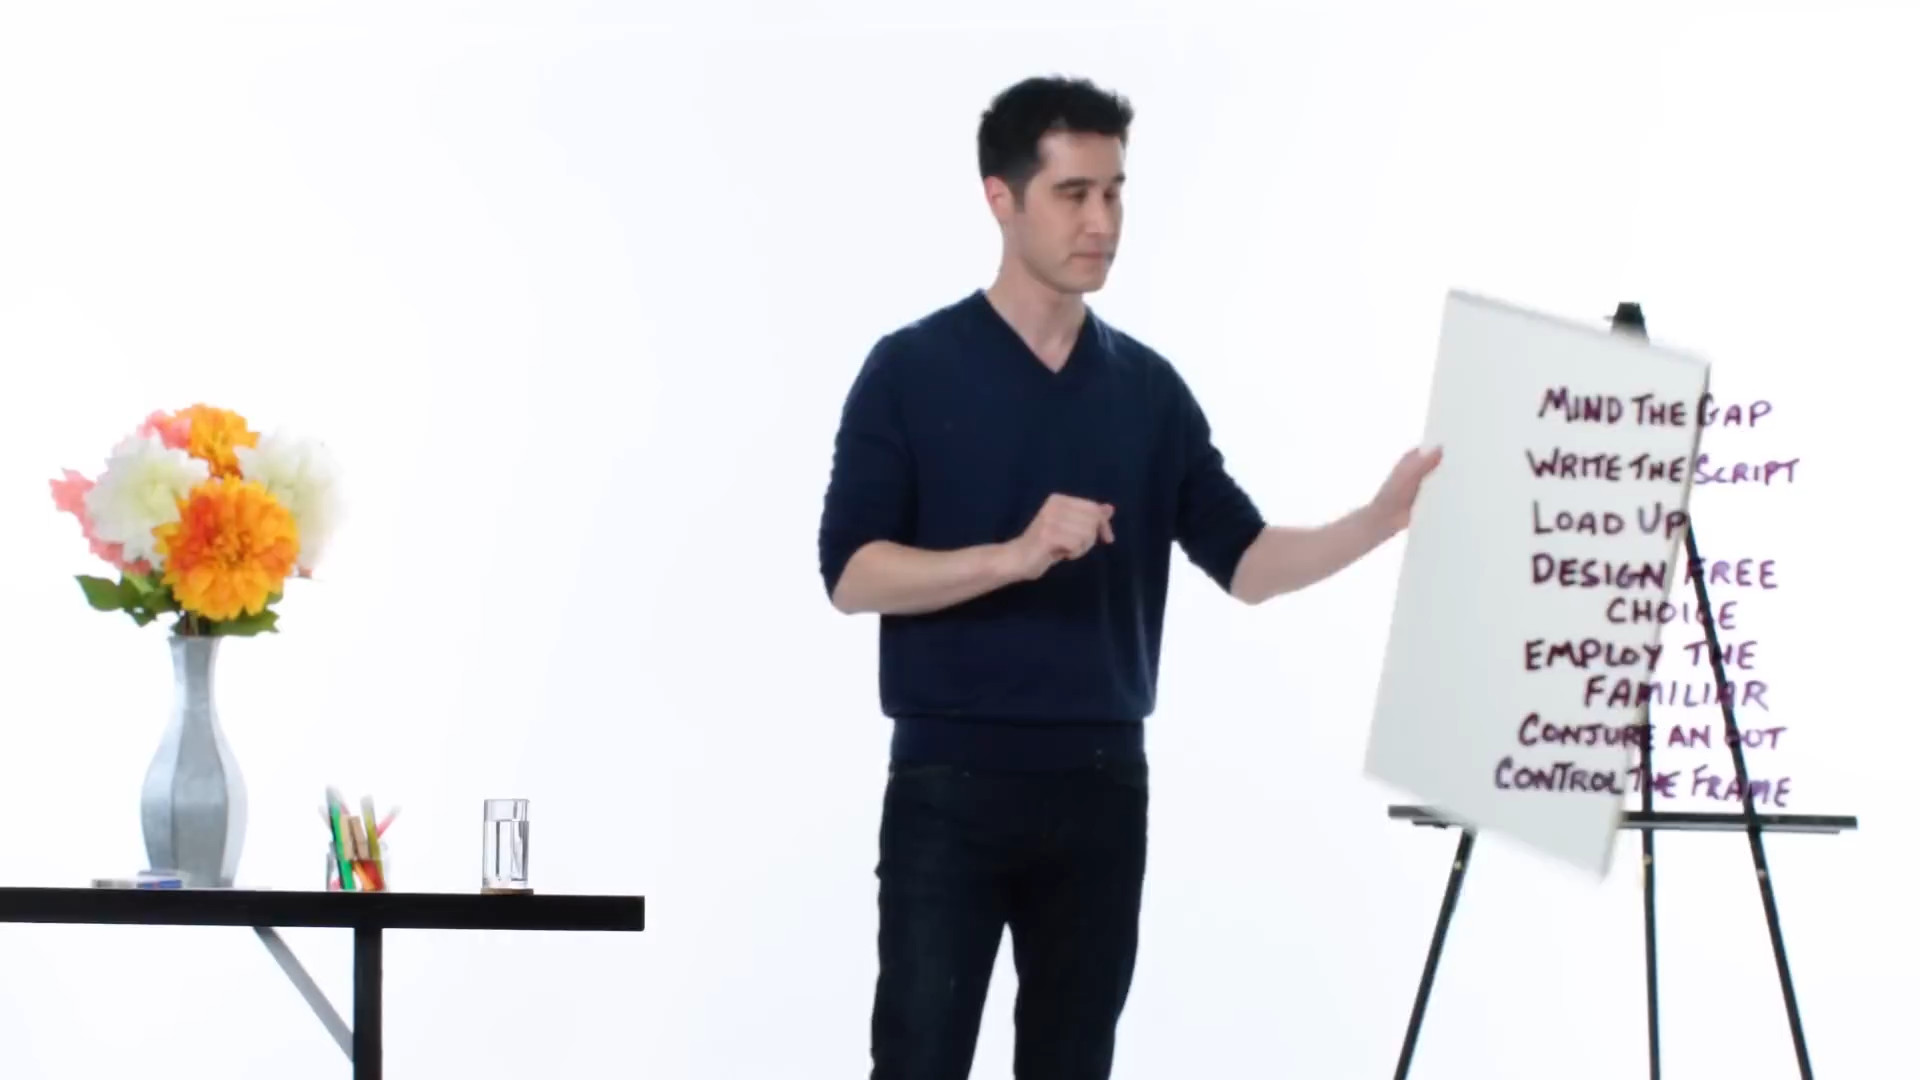 MIND THE GAP
WRITE THE SCRIPT
LOAD UP
DESIGN FREE
CHOICE
EMPLOY THE
FAMILIAR
CONJURE AN OUT
CONTROL THE FRAME